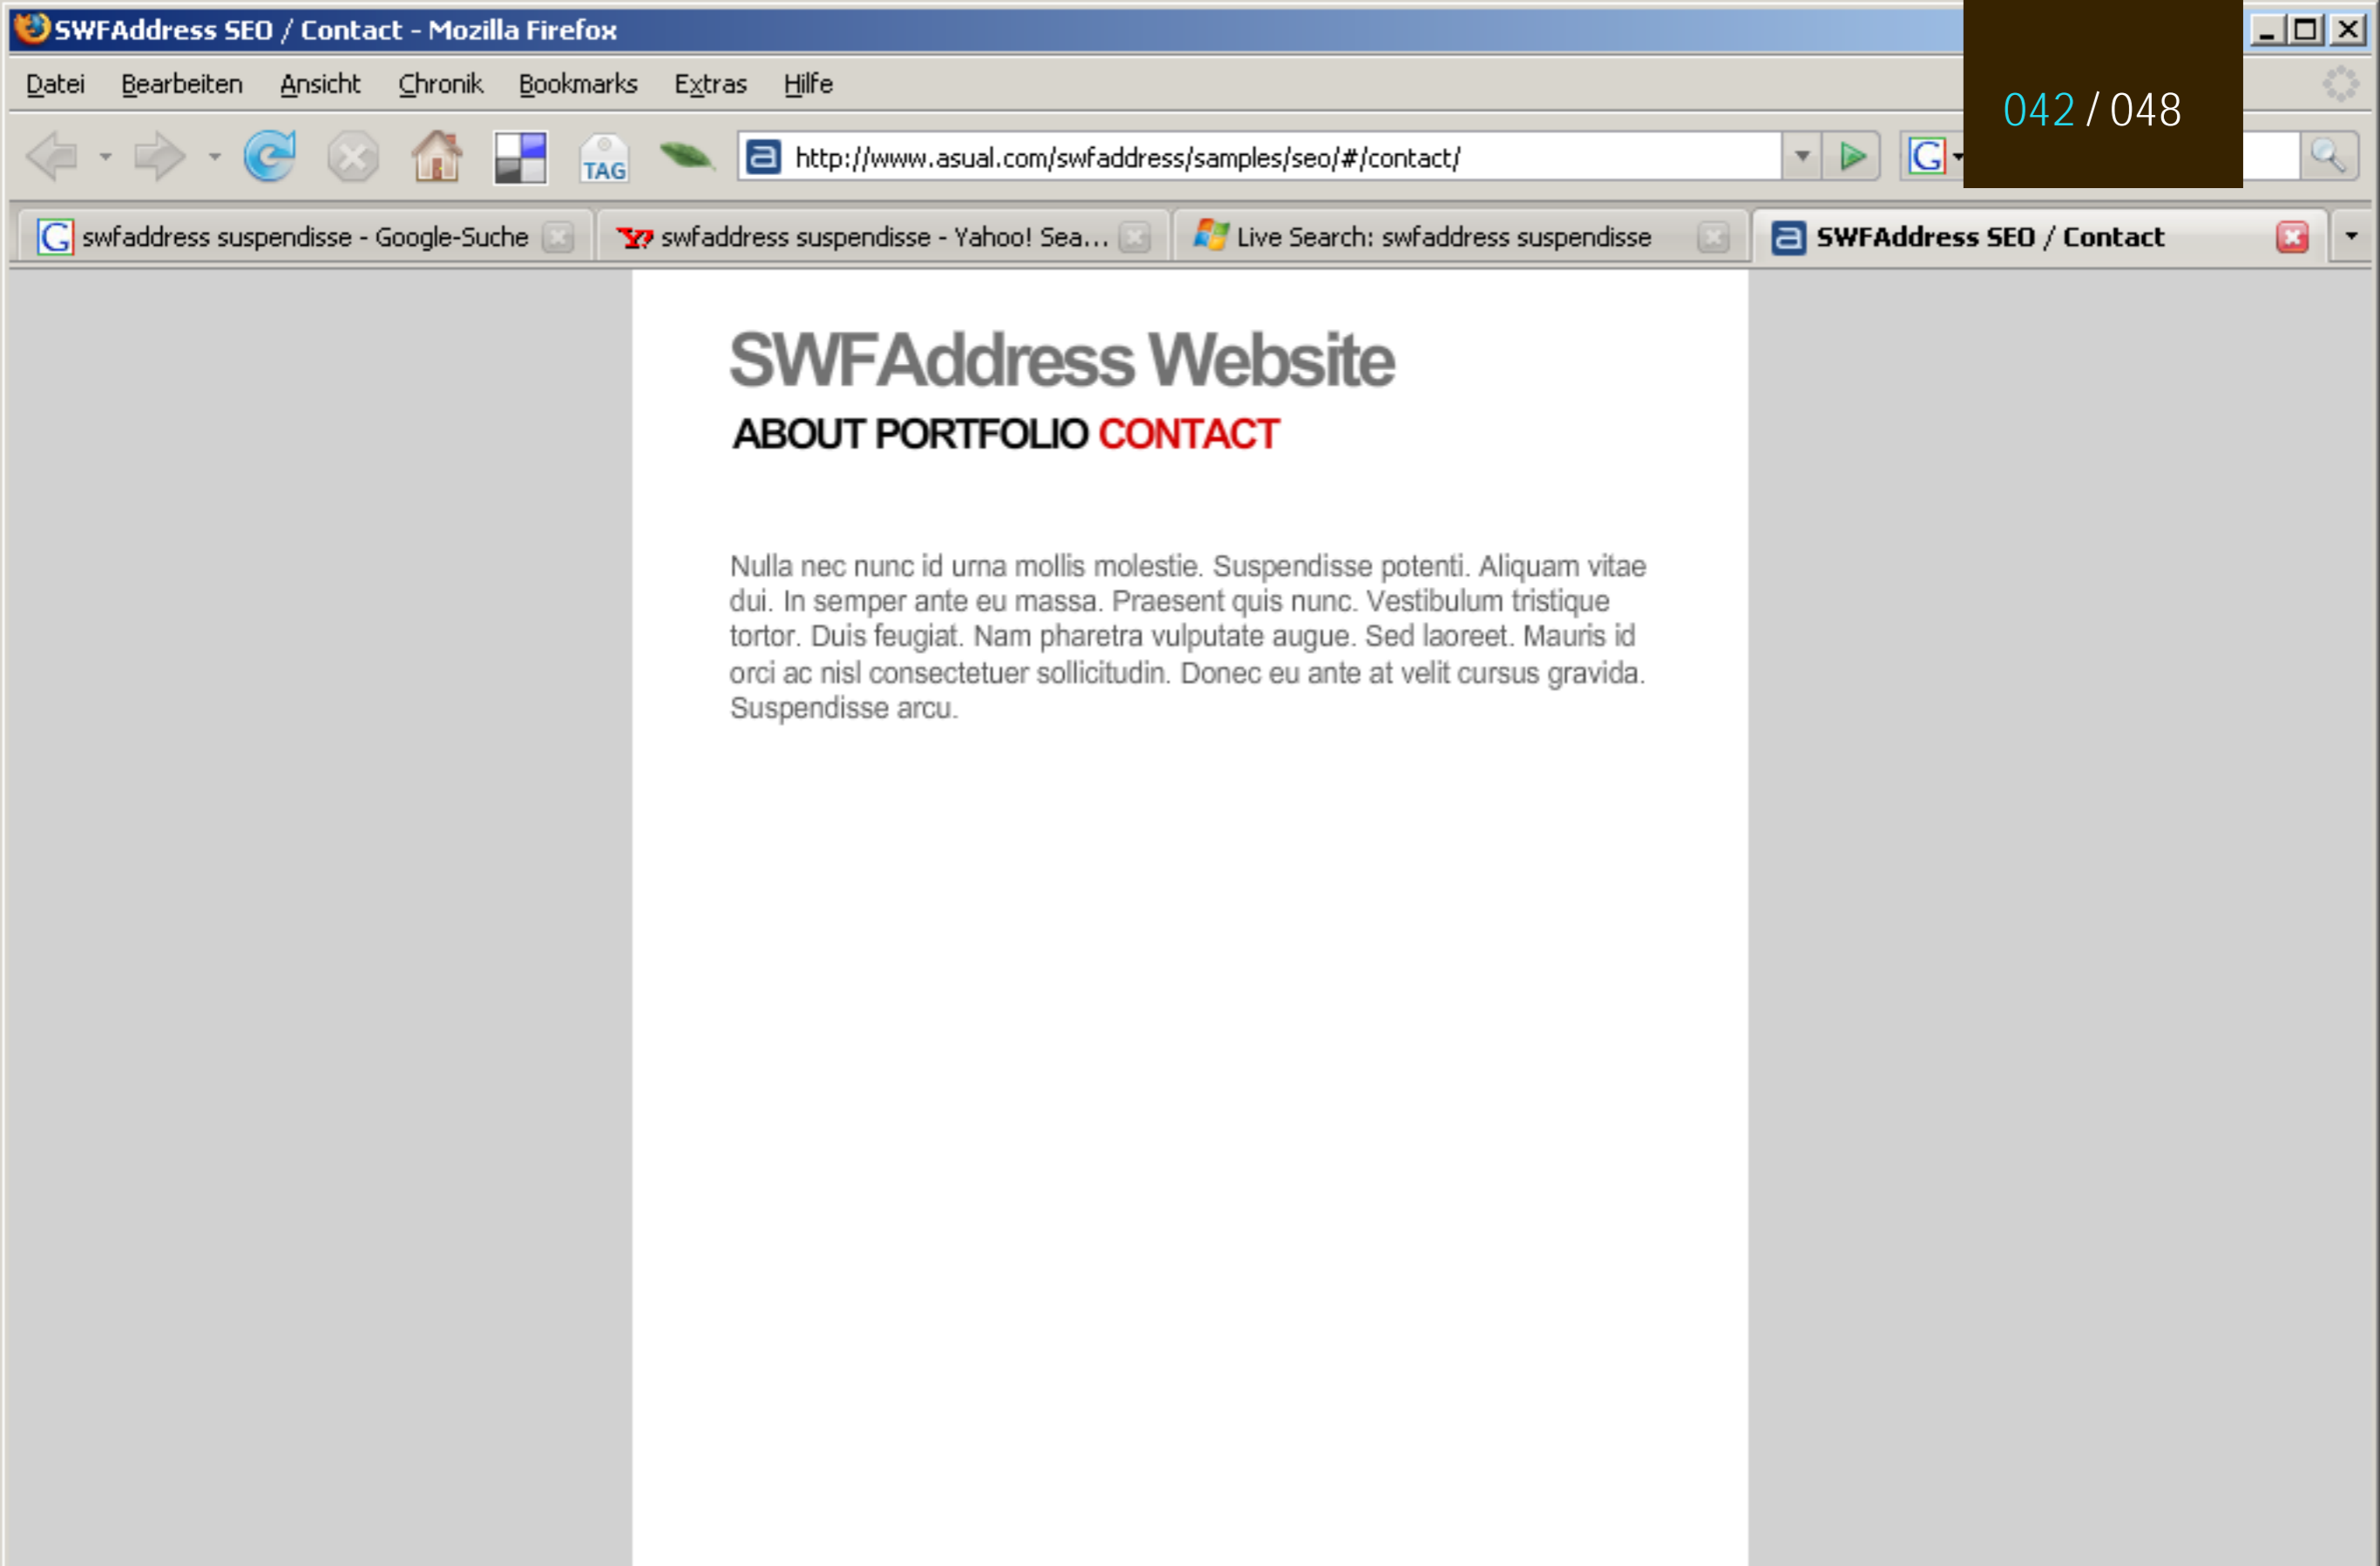 SWFAddress SEO / Contact - Mozilla Firefox
Datei Bearbeiten Ansicht Chronik Bookmarks Extras Hilfe
042 / 048
TAG
http://www.asual.com/swfaddress/samples/seo/#/contact/
swfaddress suspendisse - Google-Suche
swfaddress suspendisse - Yahoo! Sea...
Live Search: swfaddress suspendisse
SWFAddress SEO / Contact
SWFAddress Website
ABOUT PORTFOLIO CONTACT
Nulla nec nunc id urna mollis molestie. Suspendisse potenti. Aliquam vitae
dui. In semper ante eu massa. Praesent quis nunc. Vestibulum tristique
tortor. Duis feugiat. Nam pharetra vulputate augue. Sed laoreet. Mauris id
orci ac nisl consectetuer sollicitudin. Donec eu ante at velit cursus gravida.
Suspendisse arcu.